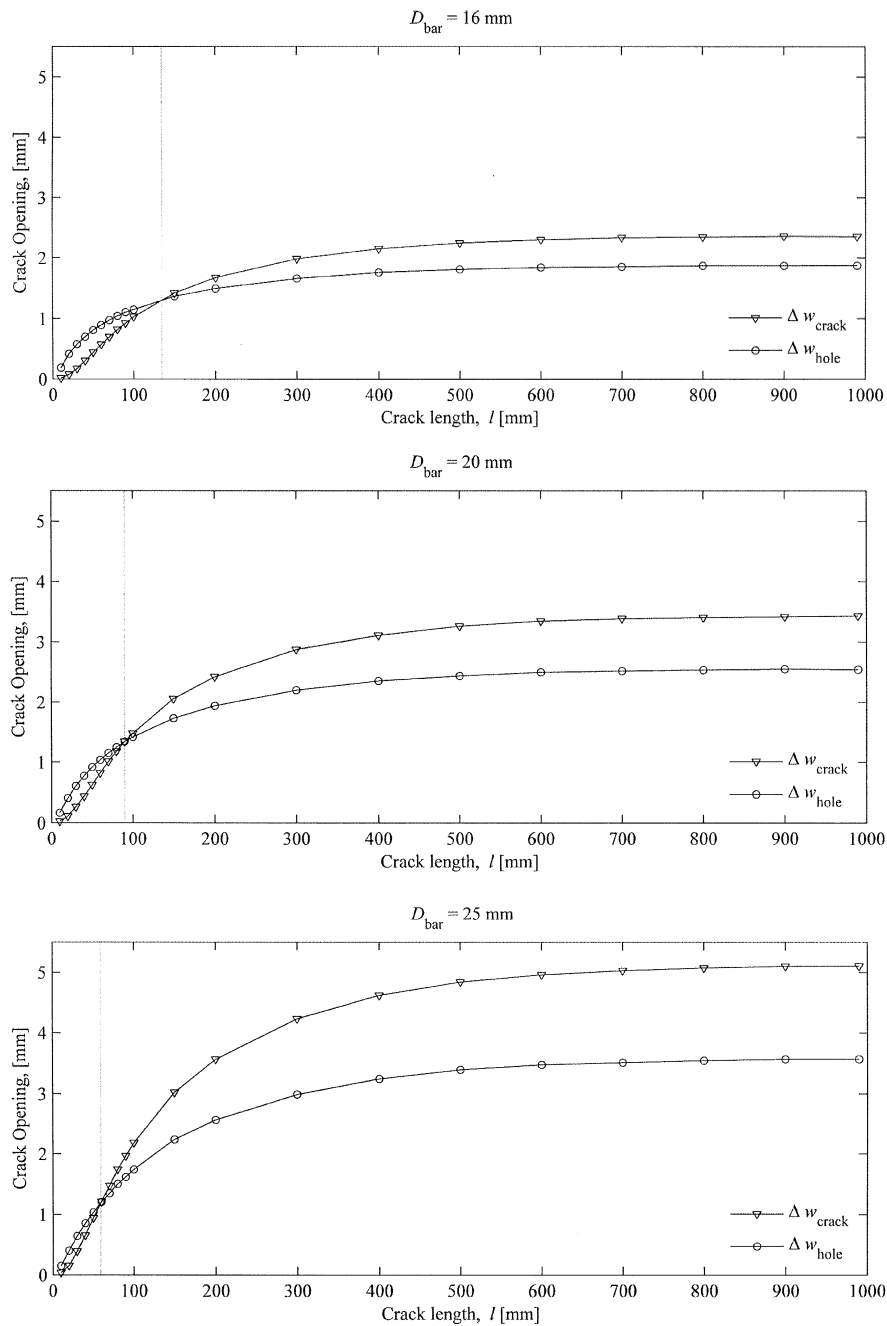 D_bar = 16 mm
Crack Opening, [mm]
5
4
3
2
1
0
Δ w_crack
Δ w_hole
0 100 200 300 400 500 600 700 800 900 1000
Crack length, l [mm]
D_bar = 20 mm
Crack Opening, [mm]
5
4
3
2
1
0
Δ w_crack
Δ w_hole
0 100 200 300 400 500 600 700 800 900 1000
Crack length, l [mm]
D_bar = 25 mm
Crack Opening, [mm]
5
4
3
2
1
0
Δ w_crack
Δ w_hole
0 100 200 300 400 500 600 700 800 900 1000
Crack length, l [mm]